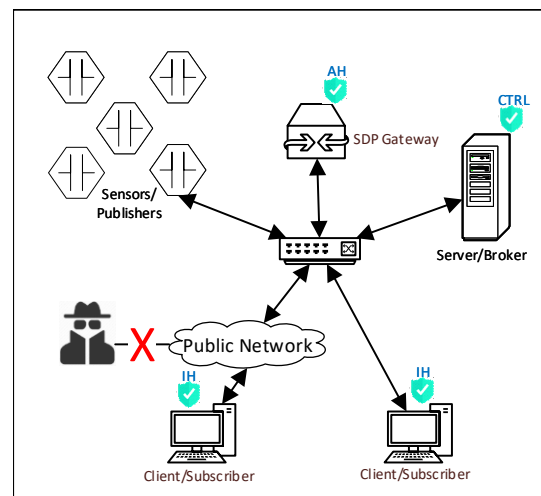 AH
SDP Gateway
CTRL
Sensors/
Publishers
Server/Broker
X
Public Network
IH
Client/Subscriber
IH
Client/Subscriber